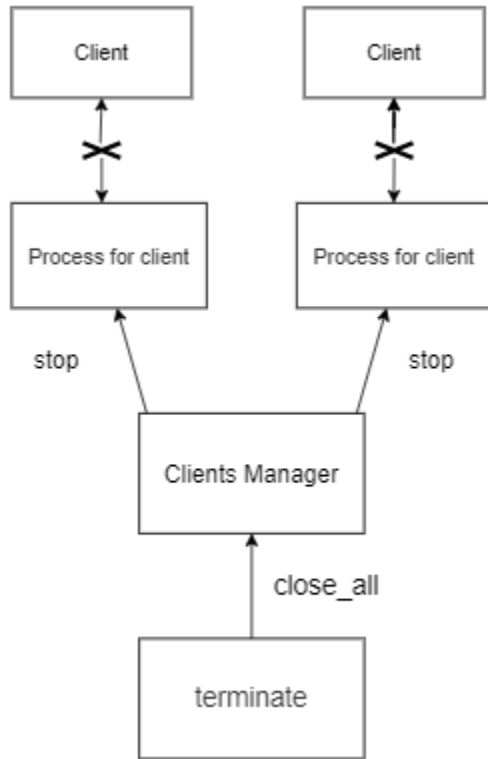 Client
Client
Process for client
Process for client
stop
stop
Clients Manager
close_all
terminate